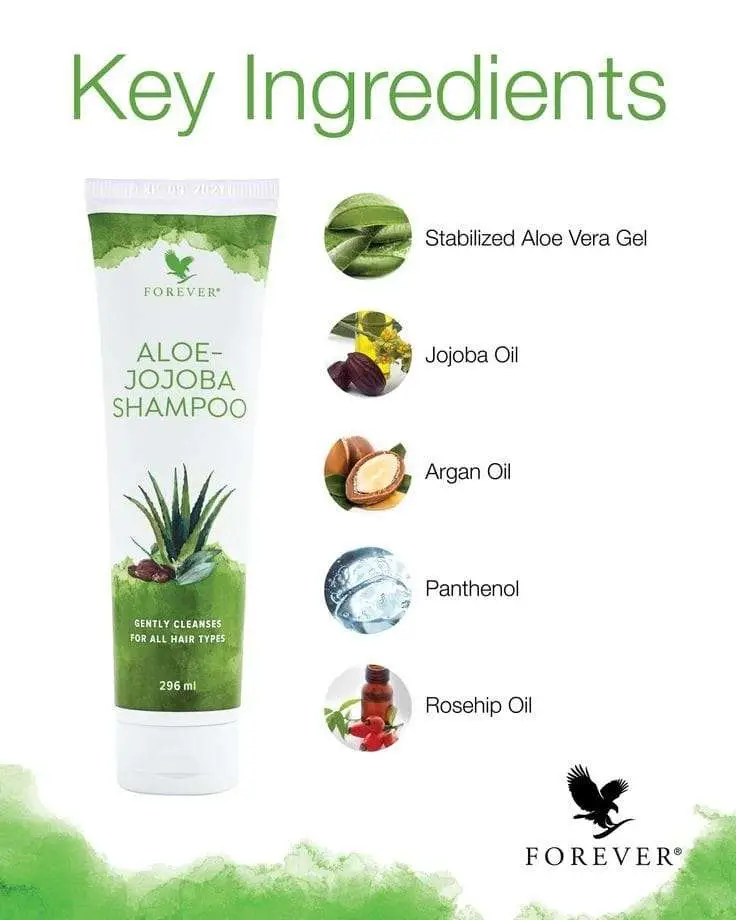 Key Ingredients
FOREVER®
ALOE-
JOJOBA
SHAMPOO
GENTLY CLEANSES
FOR ALL HAIR TYPES
296 ml
Stabilized Aloe Vera Gel
Jojoba Oil
Argan Oil
Panthenol
Rosehip Oil
FOREVER®